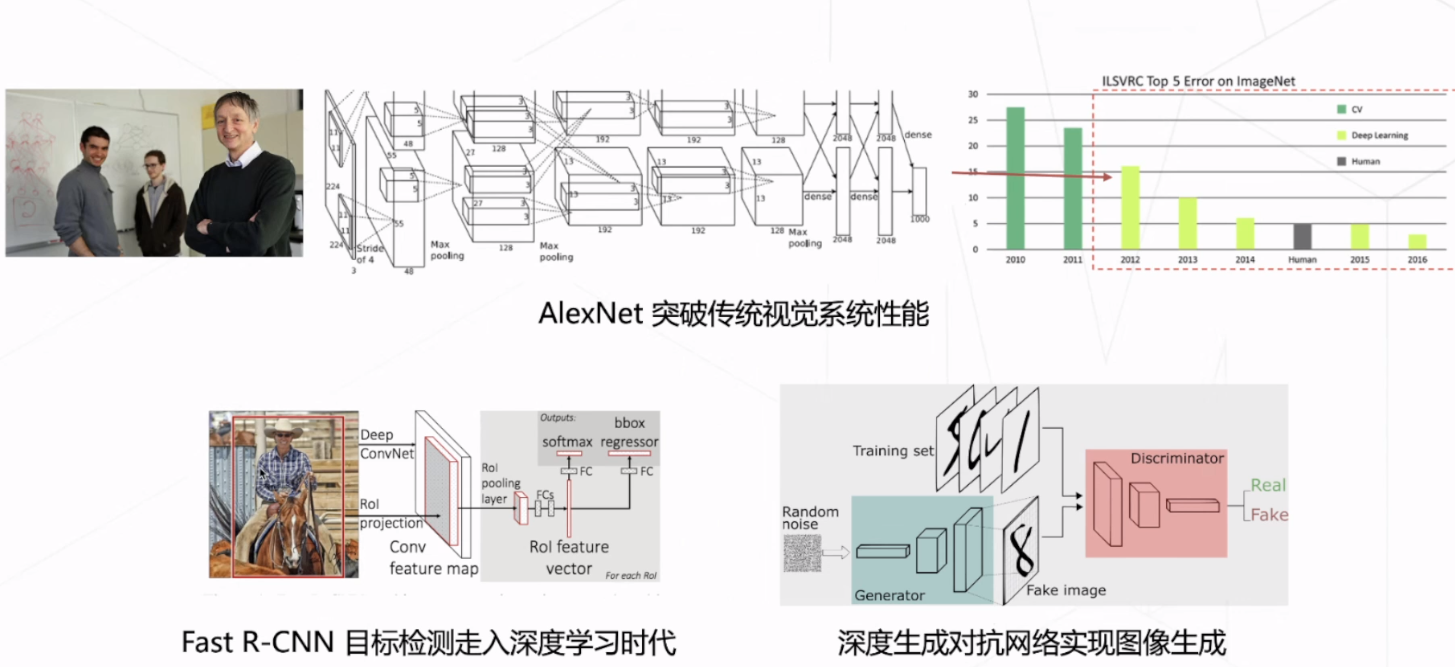 ILSVRC Top 5 Error on ImageNet
30
25
20
15
10
5
0
CV
Deep Learning
Human
2010
2011
2012
2013
2014
Human
2015
2016
11
11
224
224
11
11
Stride
of 4
3
55
55
48
48
5
5
5
5
Max
pooling
27
27
128
128
3
3
3
3
3
3
Max
pooling
13
13
192
192
3
3
13
13
192
192
3
3
13
13
128
128
Max
pooling
dense
dense
dense
2048
2048
2048
2048
1000
AlexNet 突破传统视觉系统性能
Deep
ConvNet
RoI
projection
Conv
feature map
RoI
pooling
layer
FCs
RoI feature
vector
Outputs:
softmax
bbox
regressor
FC
FC
For each RoI
Training set
Random
noise
Generator
Fake image
Discriminator
Real
Fake
Fast R-CNN 目标检测走入深度学习时代
深度生成对抗网络实现图像生成